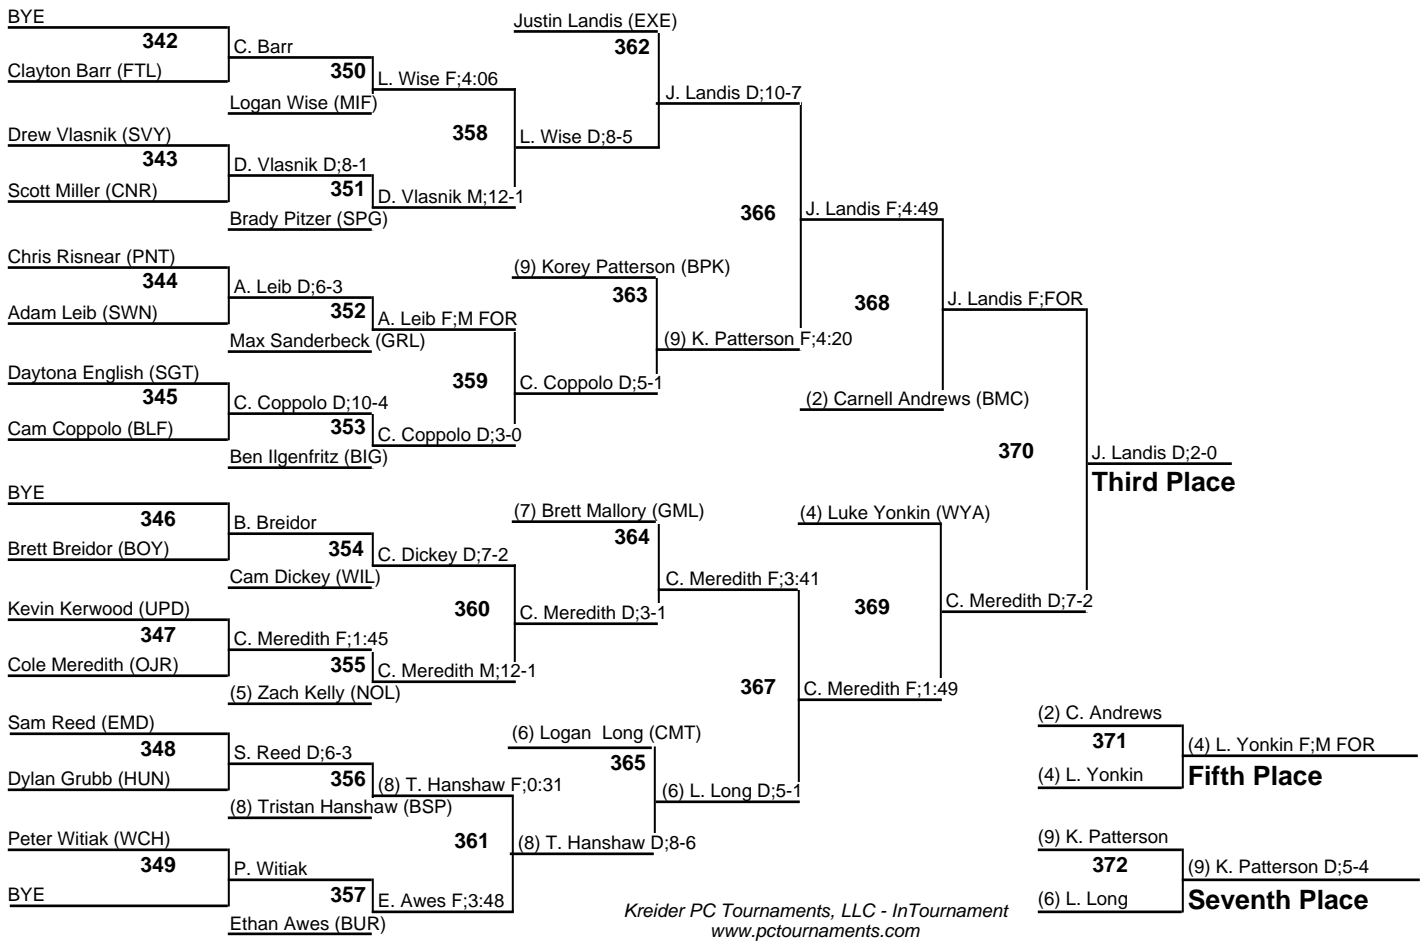 BYE
342
Clayton Barr (FTL)
C. Barr
350
Logan Wise (MIF)
L. Wise F;4:06
Drew Vlasnik (SVY)
343
Scott Miller (CNR)
D. Vlasnik D;8-1
351
Brady Pitzer (SPG)
D. Vlasnik M;12-1
358
L. Wise D;8-5
Justin Landis (EXE)
362
J. Landis D;10-7
Chris Risnear (PNT)
344
Adam Leib (SWN)
A. Leib D;6-3
352
Max Sanderbeck (GRL)
A. Leib F;M FOR
Daytona English (SGT)
345
Cam Coppolo (BLF)
C. Coppolo D;10-4
353
Ben Ilgenfritz (BIG)
C. Coppolo D;3-0
359
C. Coppolo D;5-1
(9) Korey Patterson (BPK)
363
(9) K. Patterson F;4:20
366
J. Landis F;4:49
368
(2) Carnell Andrews (BMC)
J. Landis F;FOR
BYE
346
Brett Breidor (BOY)
B. Breidor
354
Cam Dickey (WIL)
C. Dickey D;7-2
Kevin Kerwood (UPD)
347
Cole Meredith (OJR)
C. Meredith F;1:45
355
(5) Zach Kelly (NOL)
C. Meredith M;12-1
360
C. Meredith D;3-1
(7) Brett Mallory (GML)
364
C. Meredith F;3:41
Sam Reed (EMD)
348
Dylan Grubb (HUN)
S. Reed D;6-3
356
(8) Tristan Hanshaw (BSP)
(8) T. Hanshaw F;0:31
Peter Witiak (WCH)
349
BYE
P. Witiak
357
Ethan Awes (BUR)
E. Awes F;3:48
361
(8) T. Hanshaw D;8-6
(6) Logan  Long (CMT)
365
(6) L. Long D;5-1
367
C. Meredith F;1:49
(4) Luke Yonkin (WYA)
369
C. Meredith D;7-2
370
J. Landis D;2-0
Third Place
(2) C. Andrews
371
(4) L. Yonkin
(4) L. Yonkin F;M FOR
Fifth Place
(9) K. Patterson
372
(6) L. Long
(9) K. Patterson D;5-4
Seventh Place
Kreider PC Tournaments, LLC - InTournament
www.pctournaments.com